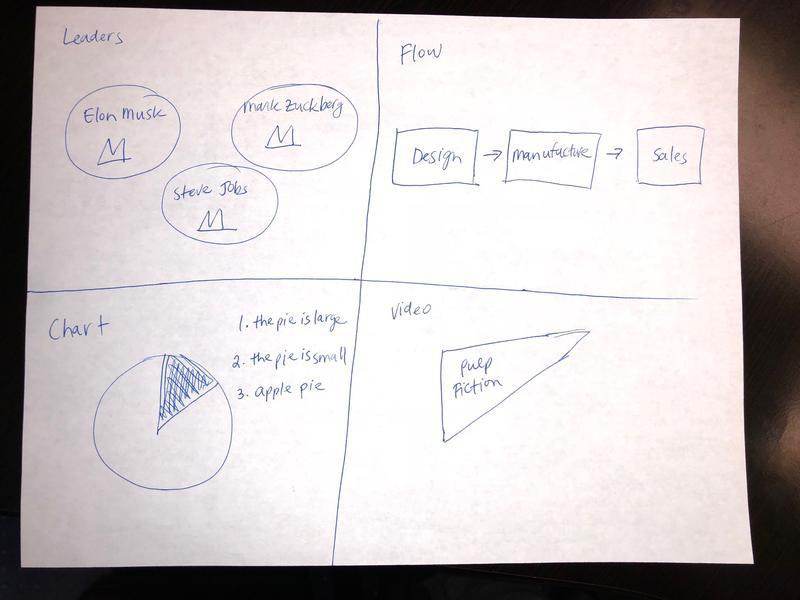 Leaders
Elon Musk
Mark Zuckberg
Steve Jobs
Flow
Design → manufacture → Sales
Chart
1. the pie is large
2. the pie is small
3. apple pie
Video
Pulp
Fiction